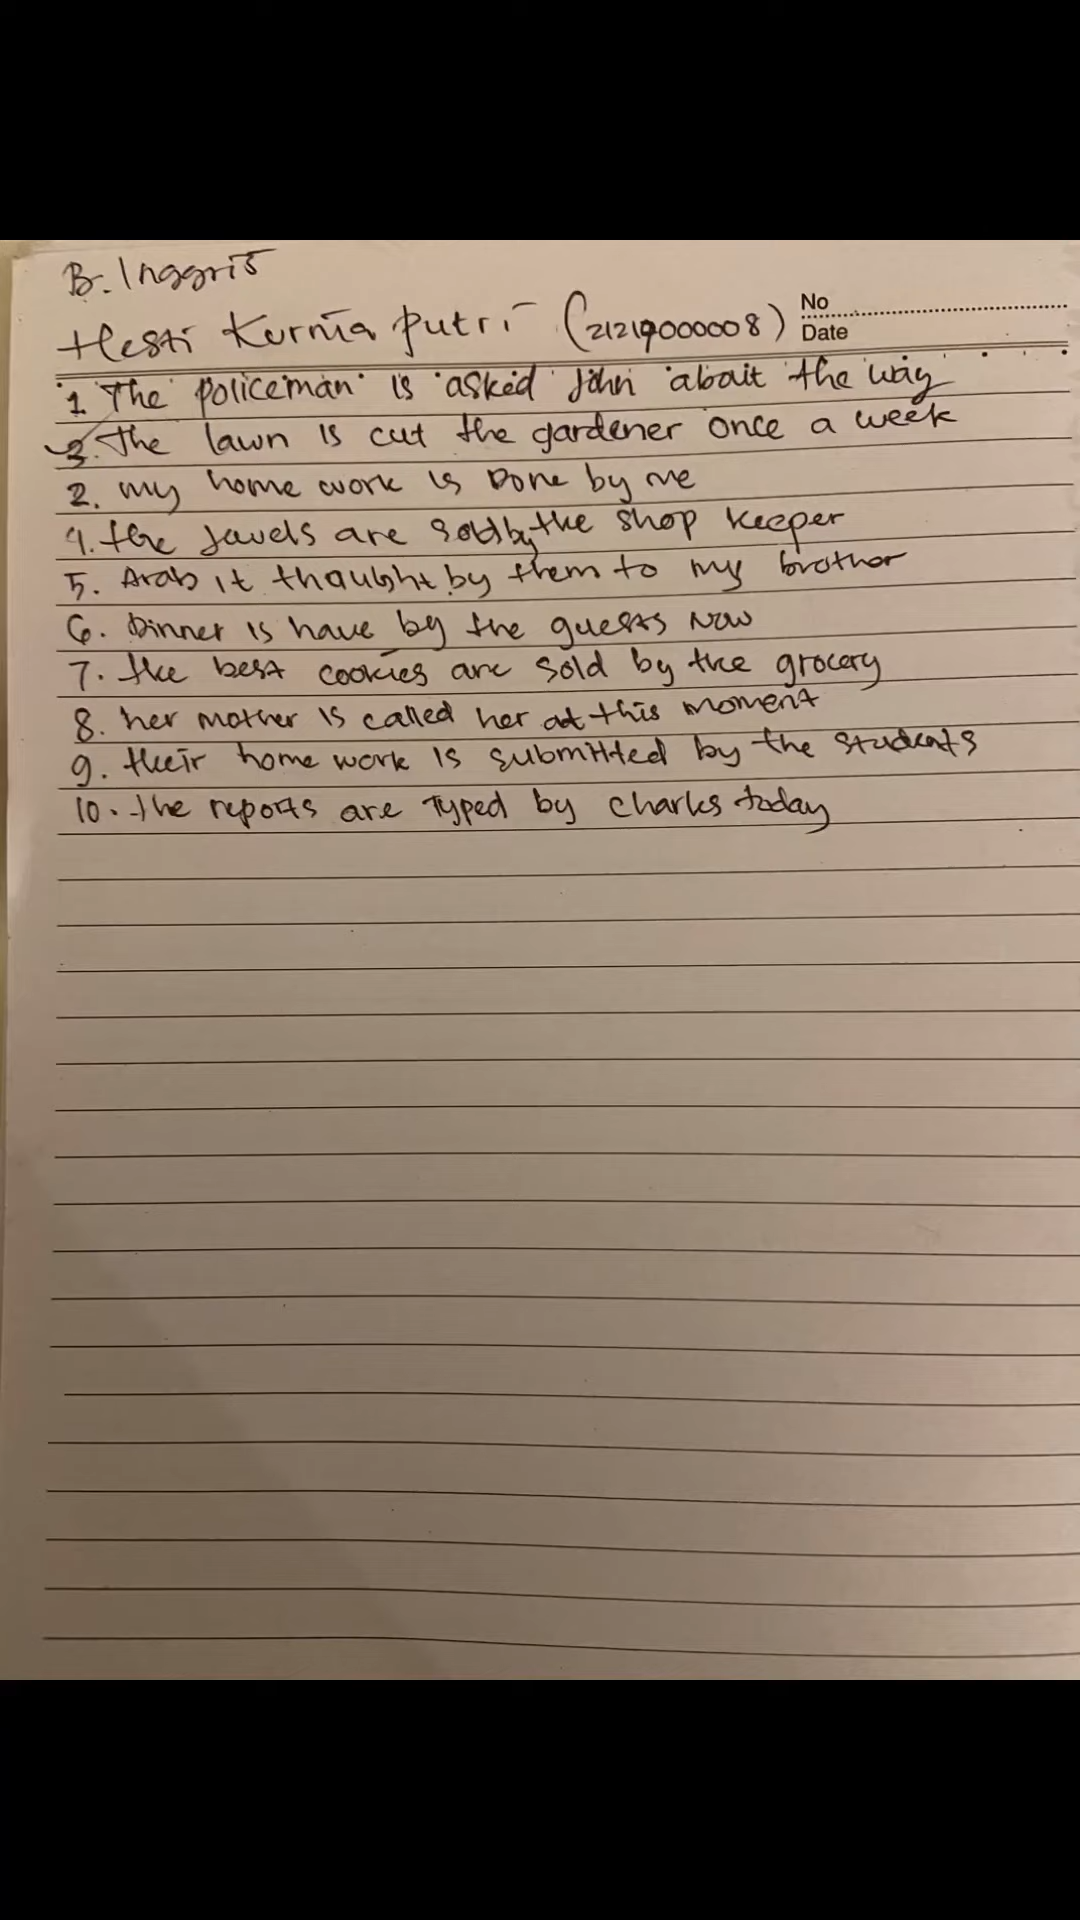 B. Inggris
Hesti Kurnia putri (21219000008)
No
Date
1. The policeman is asked John about the way
3. The lawn is cut the gardener once a week
2. my home work is Done by me
4. the Jawels are sold by the shop keeper
5. Arab it thaught by them to my brother
6. Dinner is have by the guests now
7. the best cookies are sold by the grocery
8. her mother is called her at this moment
9. their home work is submitted by the students
10. the reports are Typed by Charles today